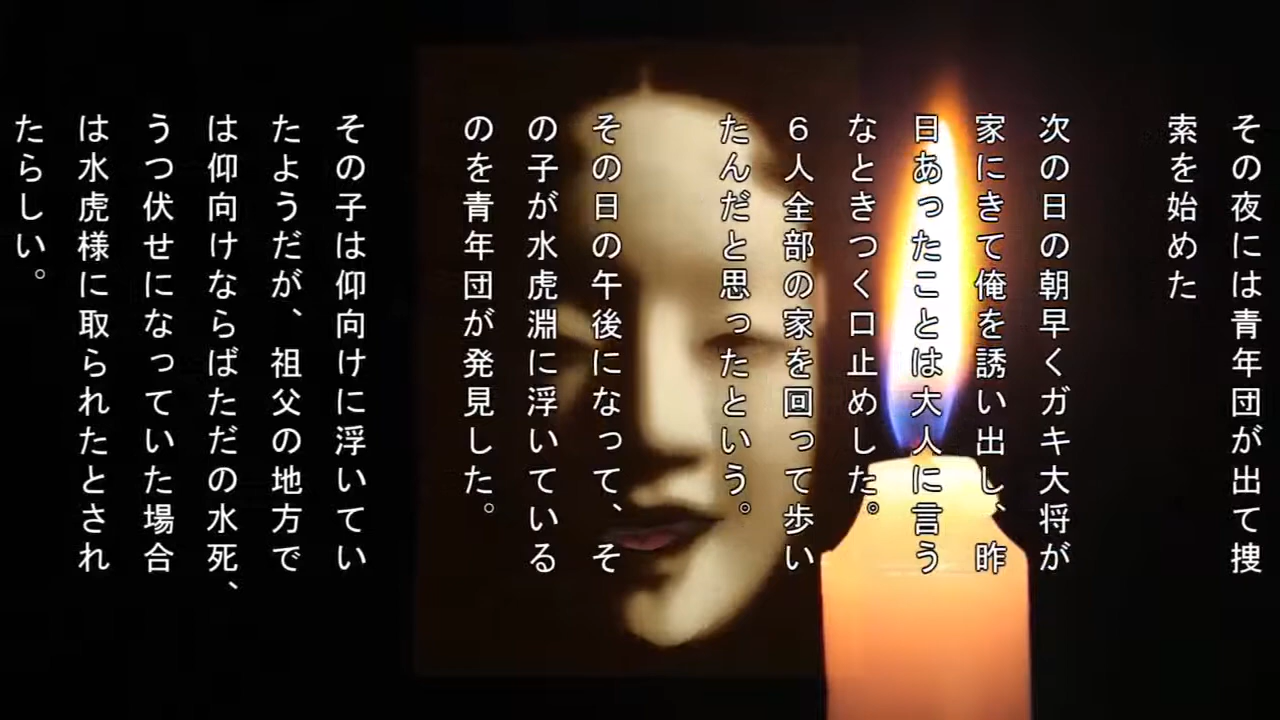 その夜には青年団が出て捜
索を始めた
次の日の朝早くガキ大将が
家にきて俺を誘い出し、昨
日あったことは大人に言う
なときつく口止めした。
６人全部の家を回って歩い
たんだと思ったという。
その日の午後になって、そ
の子が水虎淵に浮いている
のを青年団が発見した。
その子は仰向けに浮いてい
たようだが、祖父の地方で
は仰向けならばただの水死、
うつ伏せになっていた場合
は水虎様に取られたとされ
たらしい。